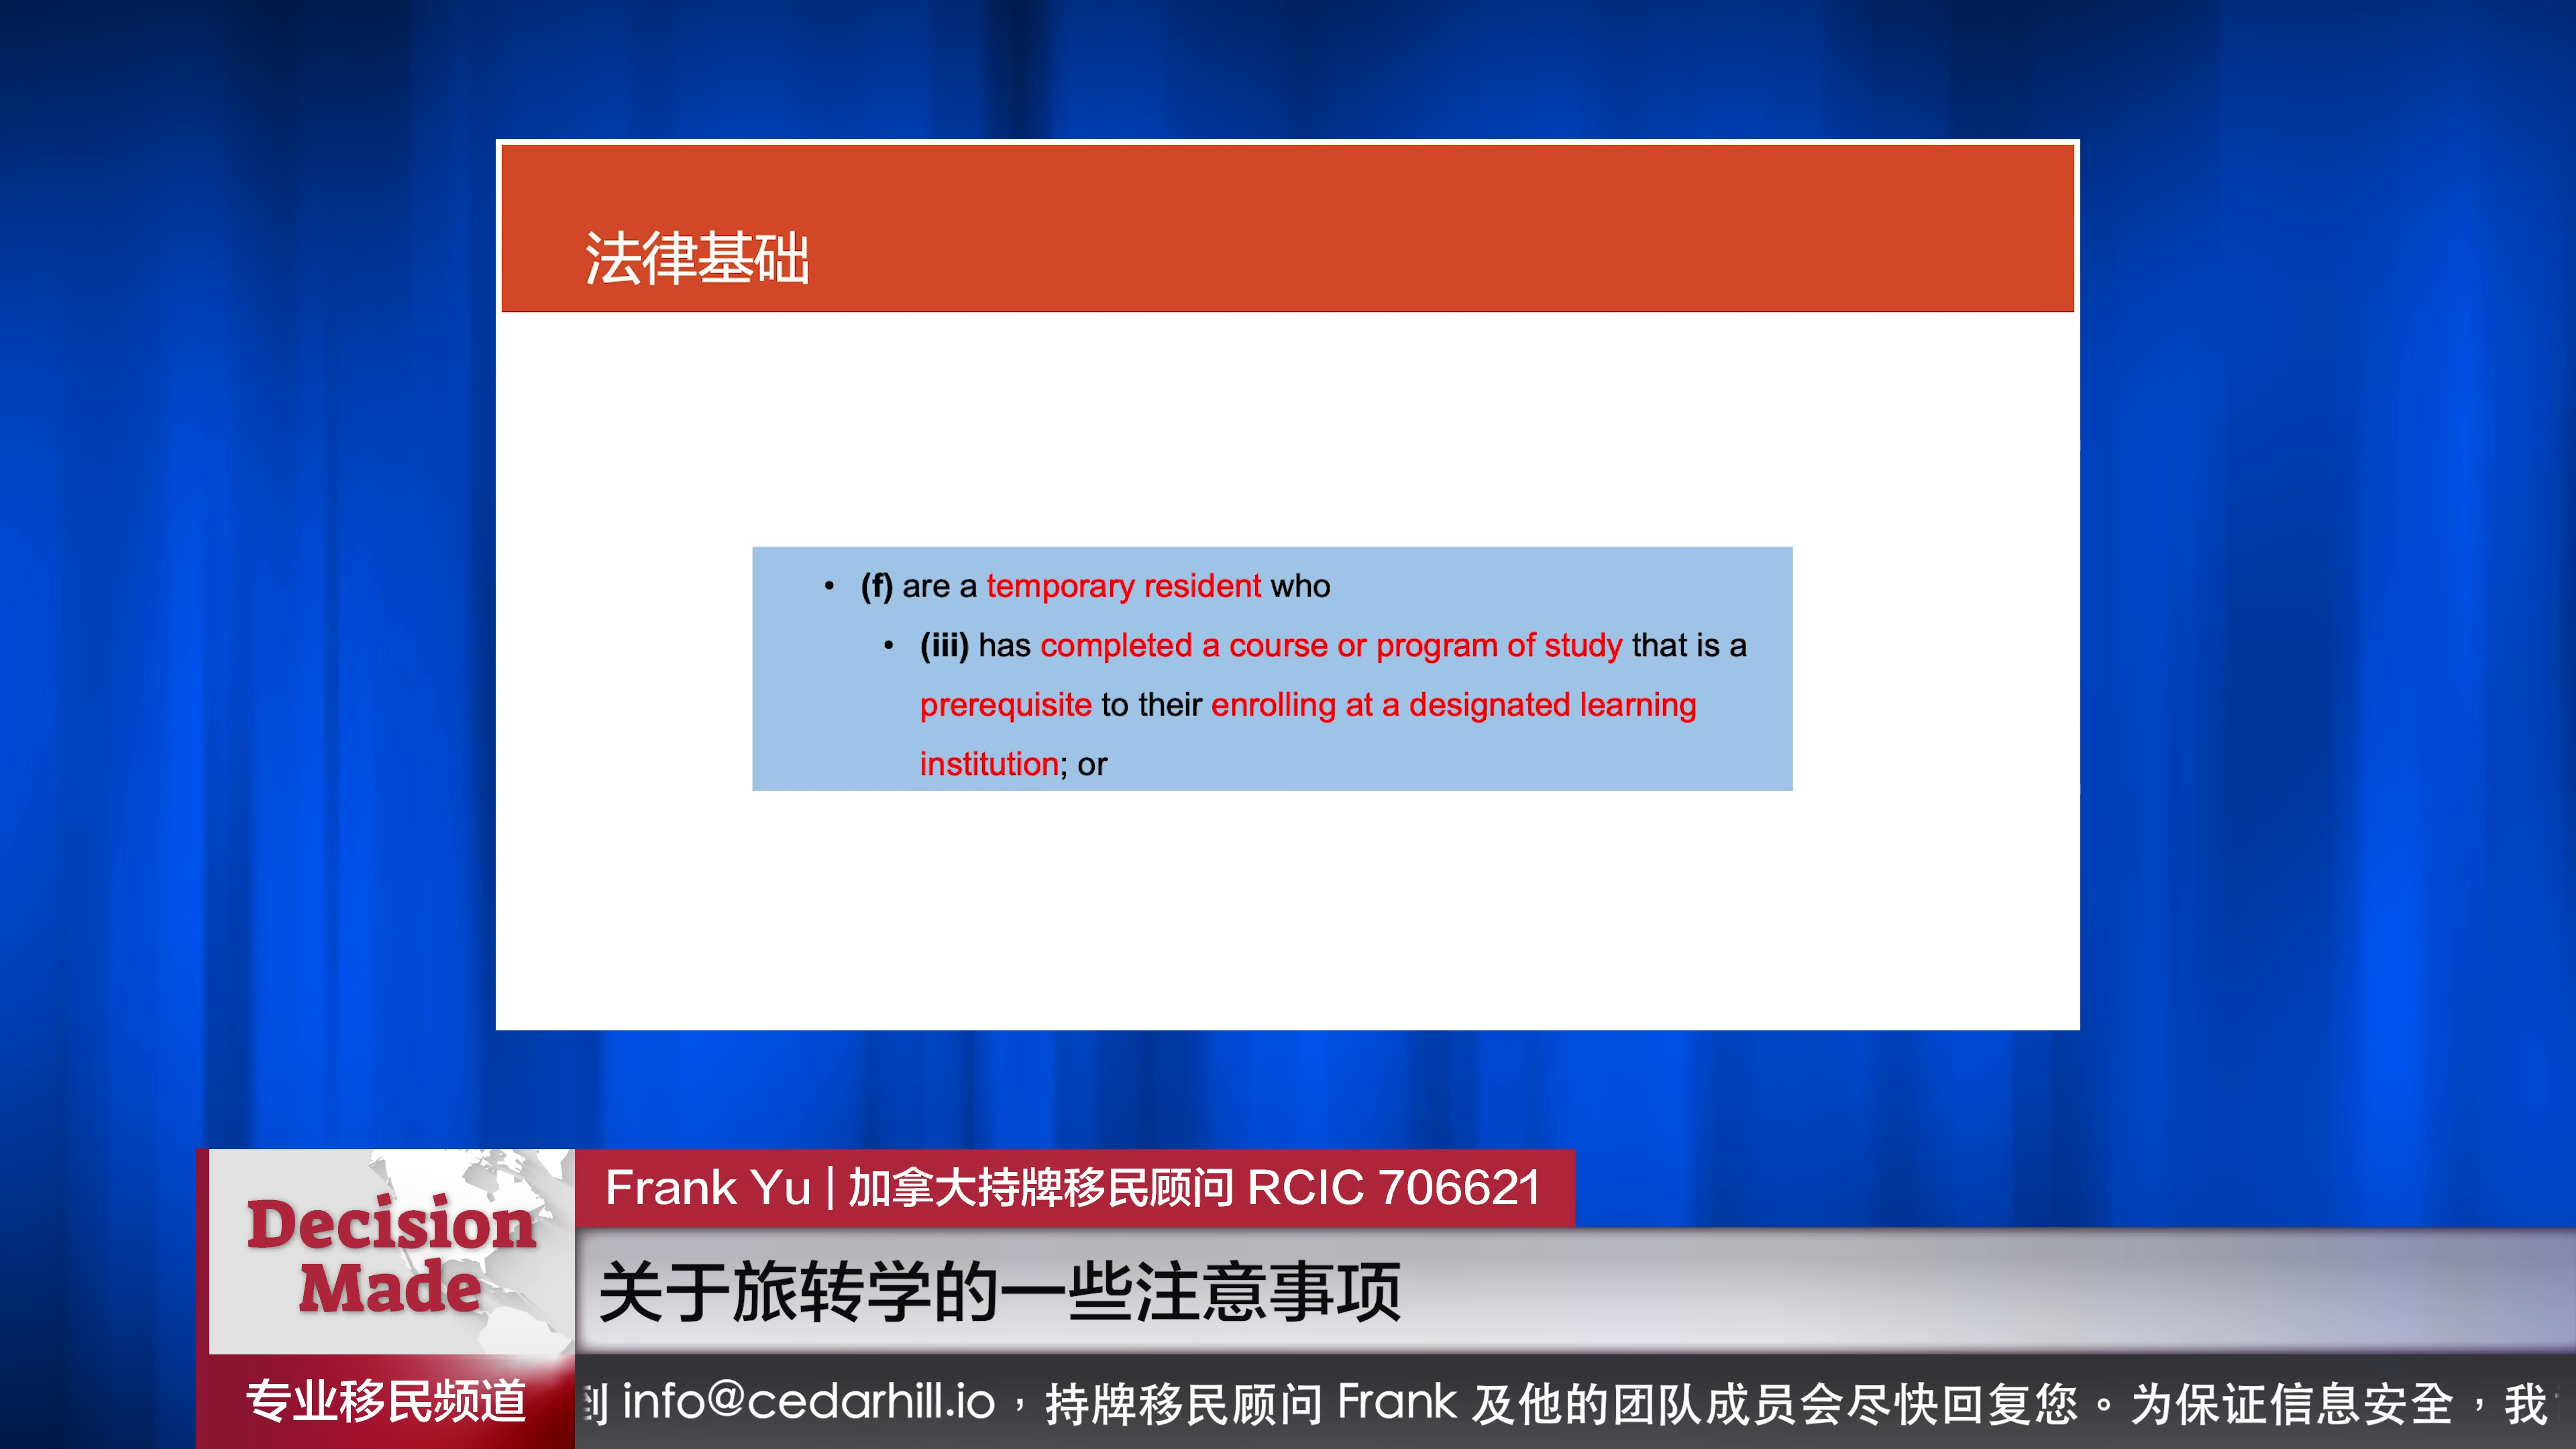 法律基础
• (f) are a temporary resident who
• (iii) has completed a course or program of study that is a
prerequisite to their enrolling at a designated learning
institution; or
Frank Yu | 加拿大持牌移民顾问 RCIC 706621
Decision
Made
关于旅转学的一些注意事项
专业移民频道
到 info@cedarhill.io，持牌移民顾问 Frank 及他的团队成员会尽快回复您。为保证信息安全，我